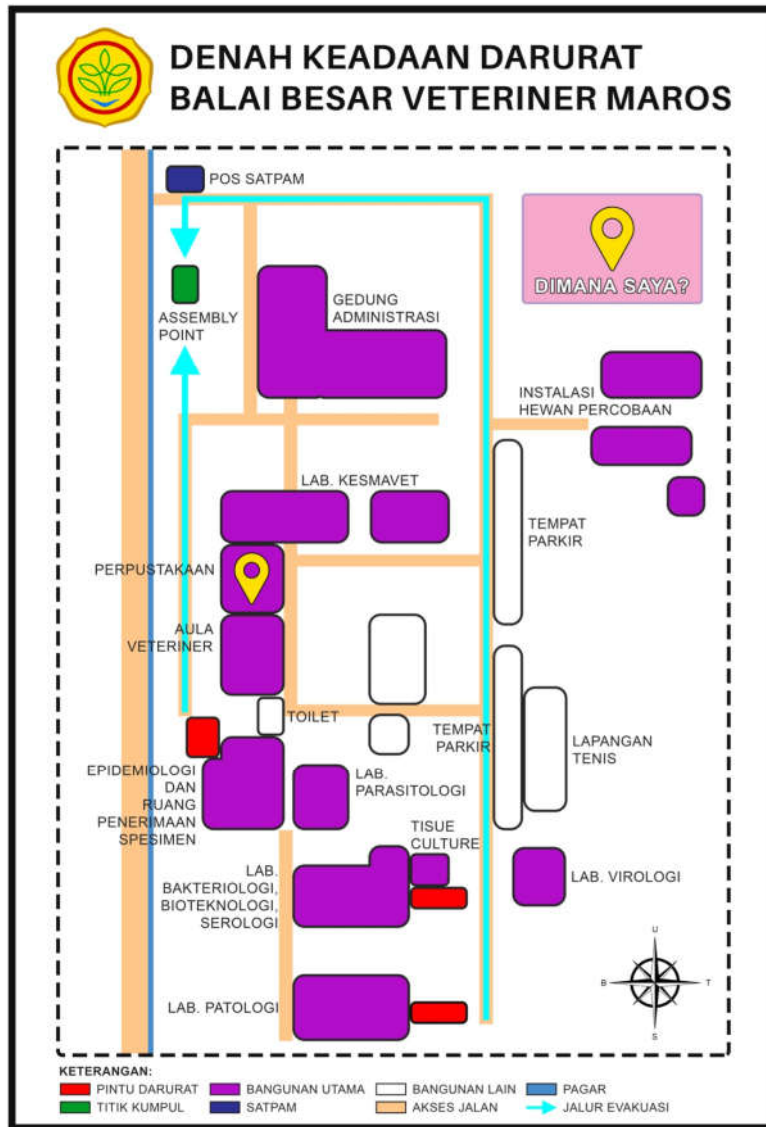 DENAH KEADAAN DARURAT
BALAI BESAR VETERINER MAROS
POS SATPAM
DIMANA SAYA?
ASSEMBLY
POINT
GEDUNG
ADMINISTRASI
INSTALASI
HEWAN PERCOBAAN
LAB. KESMAVET
TEMPAT
PARKIR
PERPUSTAKAAN
AULA
VETERINER
TOILET
TEMPAT
PARKIR
LAPANGAN
TENIS
EPIDEMIOLOGI
DAN
RUANG
PENERIMAAN
SPESIMEN
LAB.
PARASITOLOGI
TISUE
CULTURE
LAB.
BAKTERIOLOGI,
BIOTEKNOLOGI,
SEROLOGI
LAB. VIROLOGI
LAB. PATOLOGI
U
B
T
S
KETERANGAN:
PINTU DARURAT
BANGUNAN UTAMA
BANGUNAN LAIN
PAGAR
TITIK KUMPUL
SATPAM
AKSES JALAN
JALUR EVAKUASI